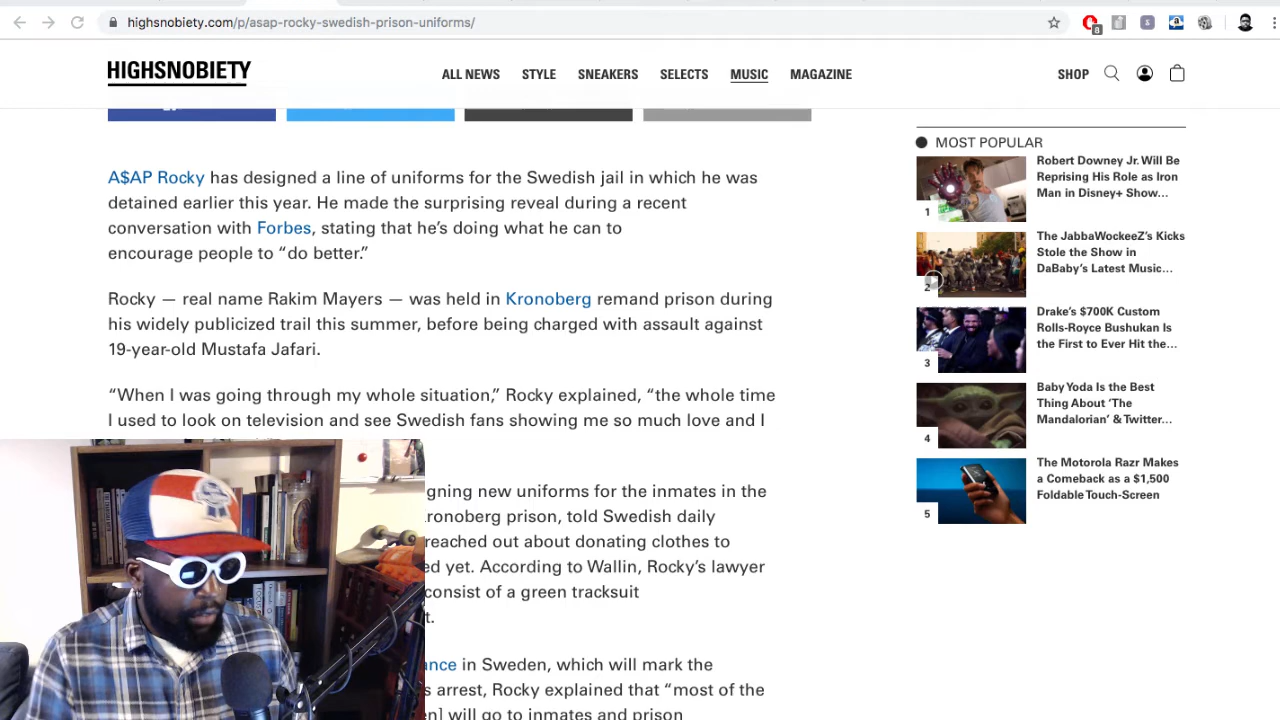 highsnobiety.com/p/asap-rocky-swedish-prison-uniforms/
8
HIGHSNOBIETY
ALL NEWS
STYLE
SNEAKERS
SELECTS
MUSIC
MAGAZINE
SHOP
A$AP Rocky has designed a line of uniforms for the Swedish jail in which he was
detained earlier this year. He made the surprising reveal during a recent
conversation with Forbes, stating that he’s doing what he can to
encourage people to “do better.”
Rocky — real name Rakim Mayers — was held in Kronoberg remand prison during
his widely publicized trail this summer, before being charged with assault against
19-year-old Mustafa Jafari.
“When I was going through my whole situation,” Rocky explained, “the whole time
I used to look on television and see Swedish fans showing me so much love and I
gning new uniforms for the inmates in the
ronoberg prison, told Swedish daily
reached out about donating clothes to
ed yet. According to Wallin, Rocky’s lawyer
consist of a green tracksuit
t.
ance in Sweden, which will mark the
s arrest, Rocky explained that “most of the
en] will go to inmates and prison
MOST POPULAR
1
Robert Downey Jr. Will Be
Reprising His Role as Iron
Man in Disney+ Show...
2
The JabbaWockeeZ’s Kicks
Stole the Show in
DaBaby’s Latest Music...
3
Drake’s $700K Custom
Rolls-Royce Bushukan Is
the First to Ever Hit the...
4
Baby Yoda Is the Best
Thing About ‘The
Mandalorian’ & Twitter...
5
The Motorola Razr Makes
a Comeback as a $1,500
Foldable Touch-Screen